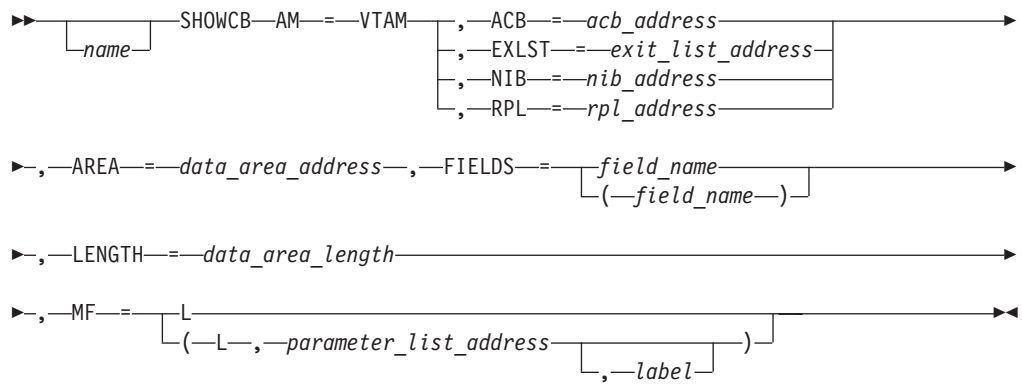 SHOWCB AM = VTAM , ACB = acb_address
name , EXLST = exit_list_address
, NIB = nib_address
, RPL = rpl_address
, AREA = data_area_address , FIELDS = field_name
( field_name )
, LENGTH = data_area_length
, MF = L
( L , parameter_list_address )
, label